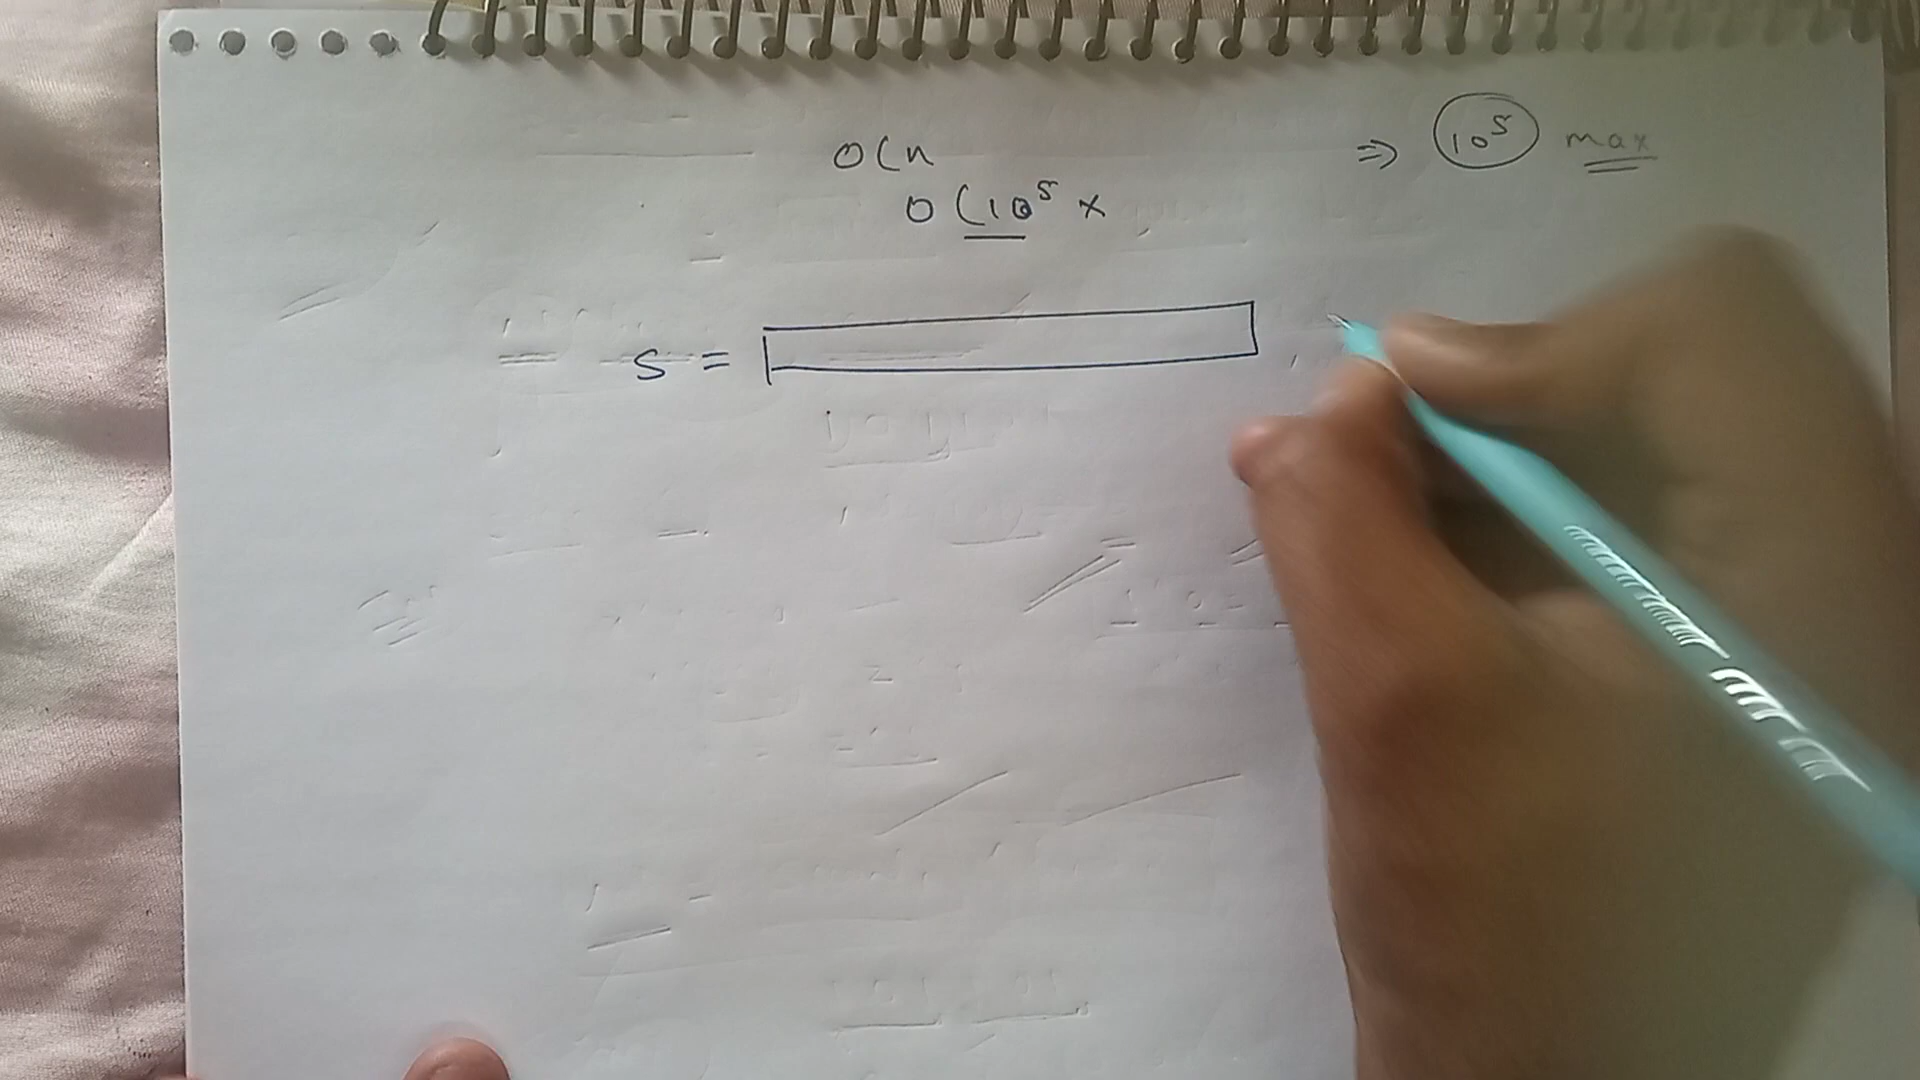 O(n ⇒ 10⁵ max
O(10⁵ ×
S =